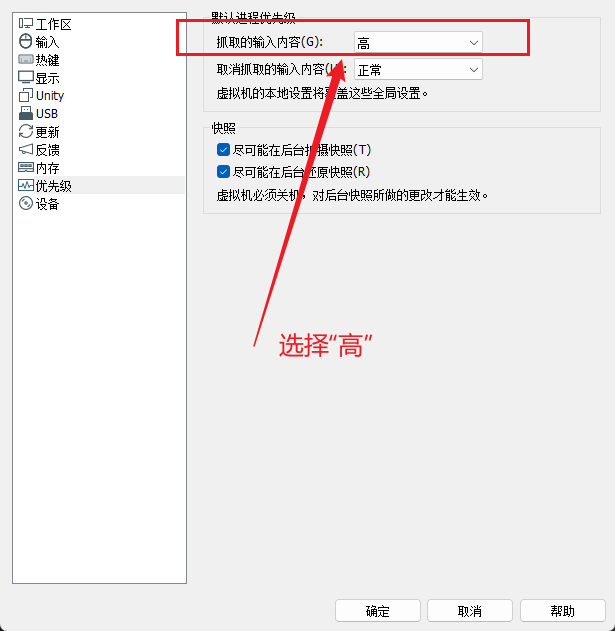 工作区
输入
热键
显示
Unity
USB
更新
反馈
内存
优先级
设备
默认进程优先级
抓取的输入内容(G):
高
取消抓取的输入内容
正常
虚拟机的本地设置将覆盖这些全局设置。
快照
尽可能在后台拍摄快照(T)
尽可能在后台还原快照(R)
虚拟机必须关机，对后台快照所做的更改才能生效。
选择“高”
确定
取消
帮助